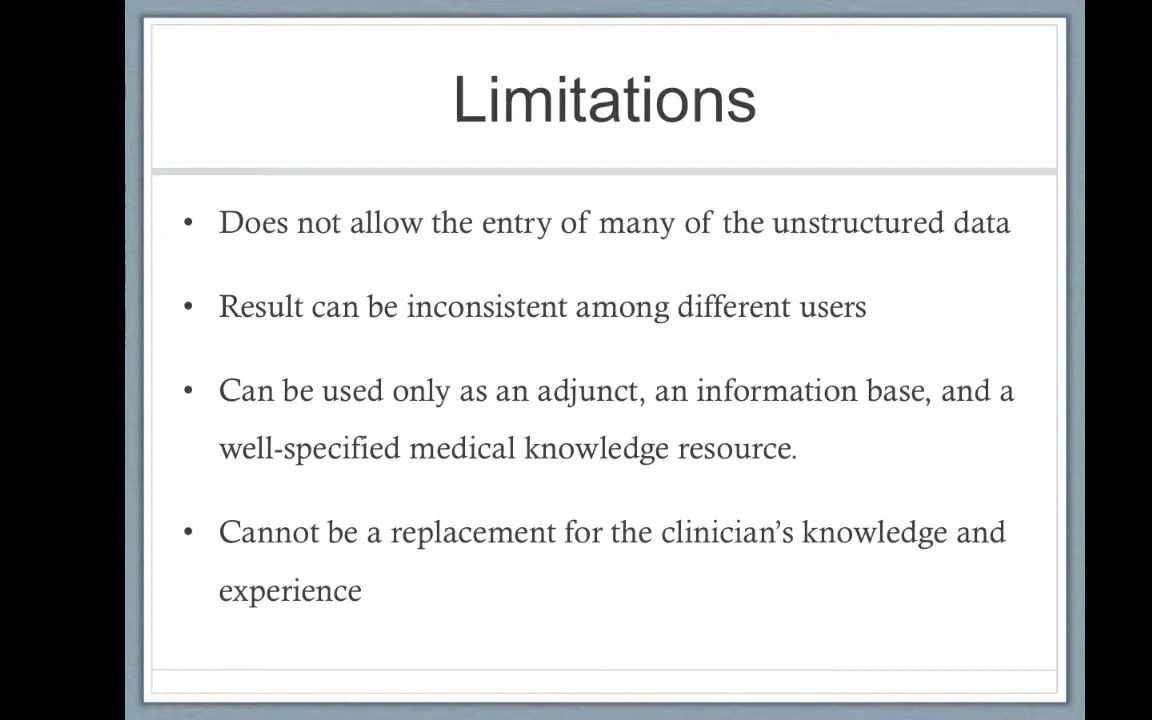 Limitations
• Does not allow the entry of many of the unstructured data
• Result can be inconsistent among different users
• Can be used only as an adjunct, an information base, and a
well-specified medical knowledge resource.
• Cannot be a replacement for the clinician’s knowledge and
experience